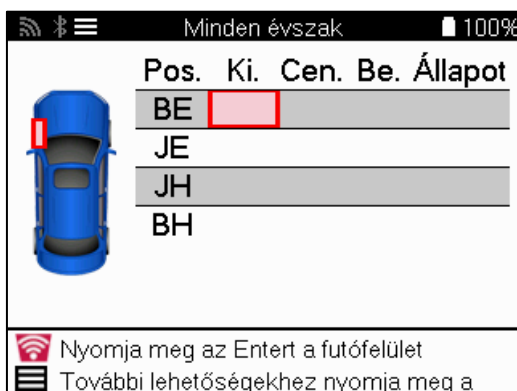 Minden évszak 100%
Pos. Ki. Cen. Be. Állapot
BE
JE
JH
BH
Nyomja meg az Entert a futófelület
További lehetőségekhez nyomja meg a